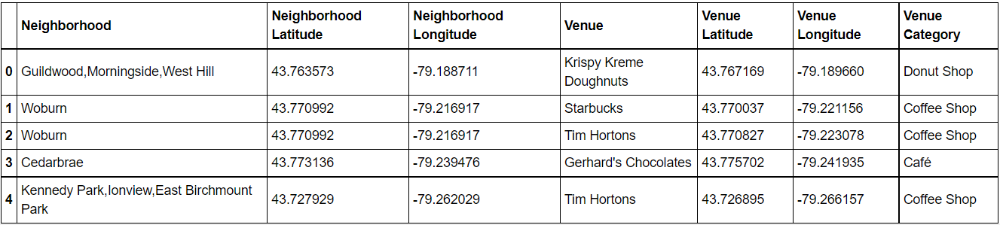 Neighborhood Neighborhood Latitude Neighborhood Longitude Venue Venue Latitude Venue Longitude Venue Category
0 Guildwood,Morningside,West Hill 43.763573 -79.188711 Krispy Kreme Doughnuts 43.767169 -79.189660 Donut Shop
1 Woburn 43.770992 -79.216917 Starbucks 43.770037 -79.221156 Coffee Shop
2 Woburn 43.770992 -79.216917 Tim Hortons 43.770827 -79.223078 Coffee Shop
3 Cedarbrae 43.773136 -79.239476 Gerhard's Chocolates 43.775702 -79.241935 Café
4 Kennedy Park,Ionview,East Birchmount Park 43.727929 -79.262029 Tim Hortons 43.726895 -79.266157 Coffee Shop